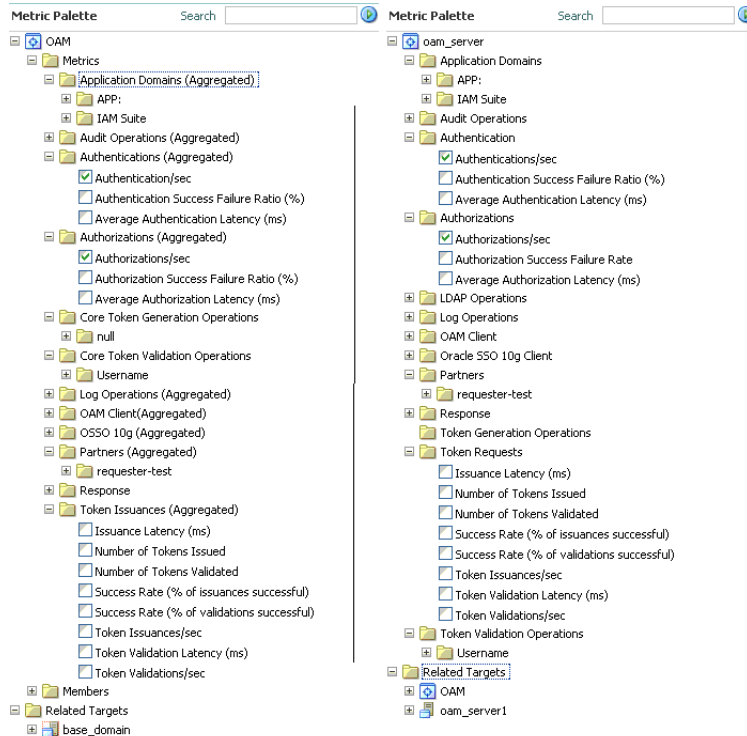 Metric Palette Search
OAM
Metrics
Application Domains (Aggregated)
APP:
IAM Suite
Audit Operations (Aggregated)
Authentications (Aggregated)
Authentication/sec
Authentication Success Failure Ratio (%)
Average Authentication Latency (ms)
Authorizations (Aggregated)
Authorizations/sec
Authorization Success Failure Ratio (%)
Average Authorization Latency (ms)
Core Token Generation Operations
null
Core Token Validation Operations
Username
Log Operations (Aggregated)
OAM Client(Aggregated)
OSSO 10g (Aggregated)
Partners (Aggregated)
requester-test
Response
Token Issuances (Aggregated)
Issuance Latency (ms)
Number of Tokens Issued
Number of Tokens Validated
Success Rate (% of issuances successful)
Success Rate (% of validations successful)
Token Issuances/sec
Token Validation Latency (ms)
Token Validations/sec
Members
Related Targets
base_domain
Metric Palette Search
oam_server
Application Domains
APP:
IAM Suite
Audit Operations
Authentication
Authentications/sec
Authentication Success Failure Ratio (%)
Average Authentication Latency (ms)
Authorizations
Authorizations/sec
Authorization Success Failure Rate
Average Authorization Latency (ms)
LDAP Operations
Log Operations
OAM Client
Oracle SSO 10g Client
Partners
requester-test
Response
Token Generation Operations
Token Requests
Issuance Latency (ms)
Number of Tokens Issued
Number of Tokens Validated
Success Rate (% of issuances successful)
Success Rate (% of validations successful)
Token Issuances/sec
Token Validation Latency (ms)
Token Validations/sec
Token Validation Operations
Username
Related Targets
OAM
oam_server1